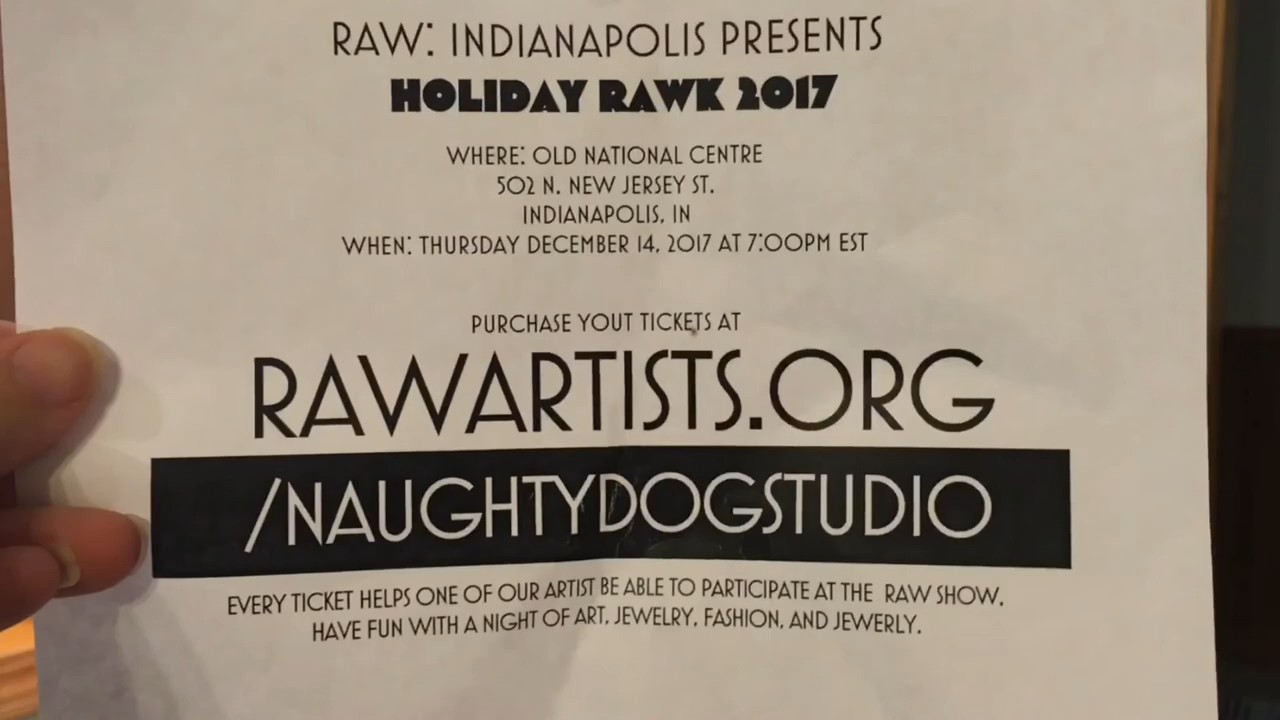 RAW: INDIANAPOLIS PRESENTS
HOLIDAY RAWK 2017
WHERE: OLD NATIONAL CENTRE
502 N. NEW JERSEY ST.
INDIANAPOLIS, IN
WHEN: THURSDAY DECEMBER 14, 2017 AT 7:00PM EST
PURCHASE YOUT TICKETS AT
RAWARTISTS.ORG
/NAUGHTYDOGSTUDIO
EVERY TICKET HELPS ONE OF OUR ARTIST BE ABLE TO PARTICIPATE AT THE RAW SHOW.
HAVE FUN WITH A NIGHT OF ART, JEWELRY, FASHION, AND JEWERLY.